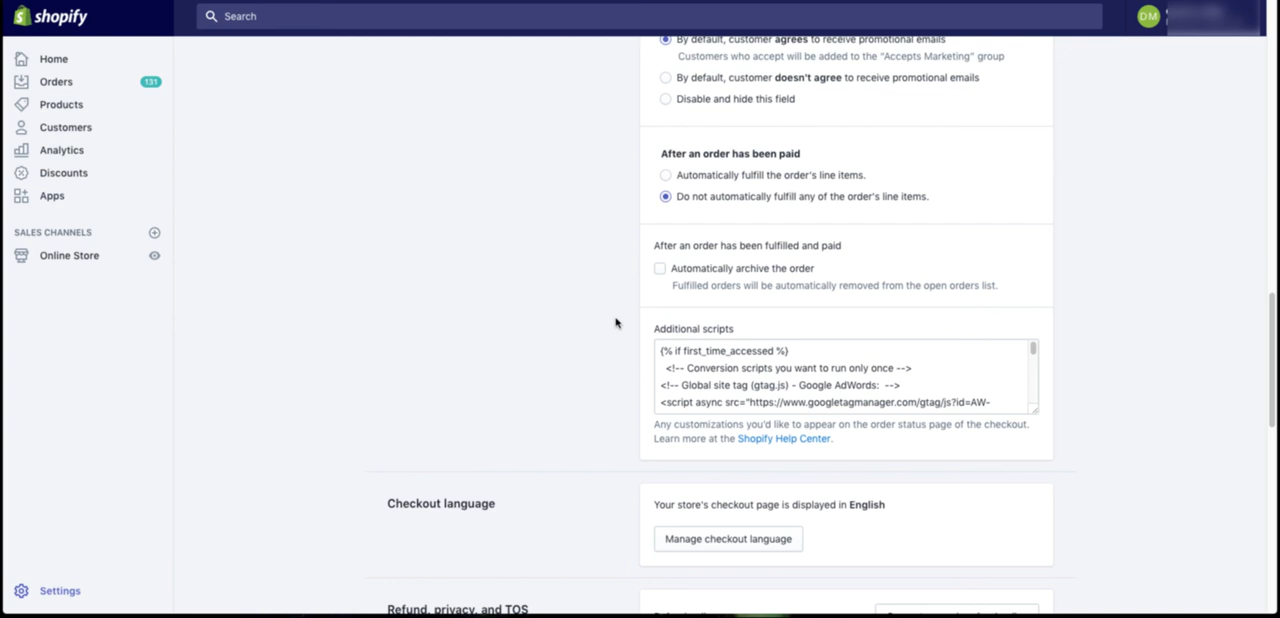 shopify
Search
DM
Home
Orders
131
Products
Customers
Analytics
Discounts
Apps
SALES CHANNELS
Online Store
Settings
By default, customer agrees to receive promotional emails
Customers who accept will be added to the "Accepts Marketing" group
By default, customer doesn't agree to receive promotional emails
Disable and hide this field
After an order has been paid
Automatically fulfill the order's line items.
Do not automatically fulfill any of the order's line items.
After an order has been fulfilled and paid
Automatically archive the order
Fulfilled orders will be automatically removed from the open orders list.
Additional scripts
{% if first_time_accessed %}
<!-- Conversion scripts you want to run only once -->
<!-- Global site tag (gtag.js) - Google AdWords:  -->
<script async src="https://www.googletagmanager.com/gtag/js?id=AW-
Any customizations you'd like to appear on the order status page of the checkout.
Learn more at the Shopify Help Center.
Checkout language
Your store's checkout page is displayed in English
Manage checkout language
Refund, privacy, and TOS